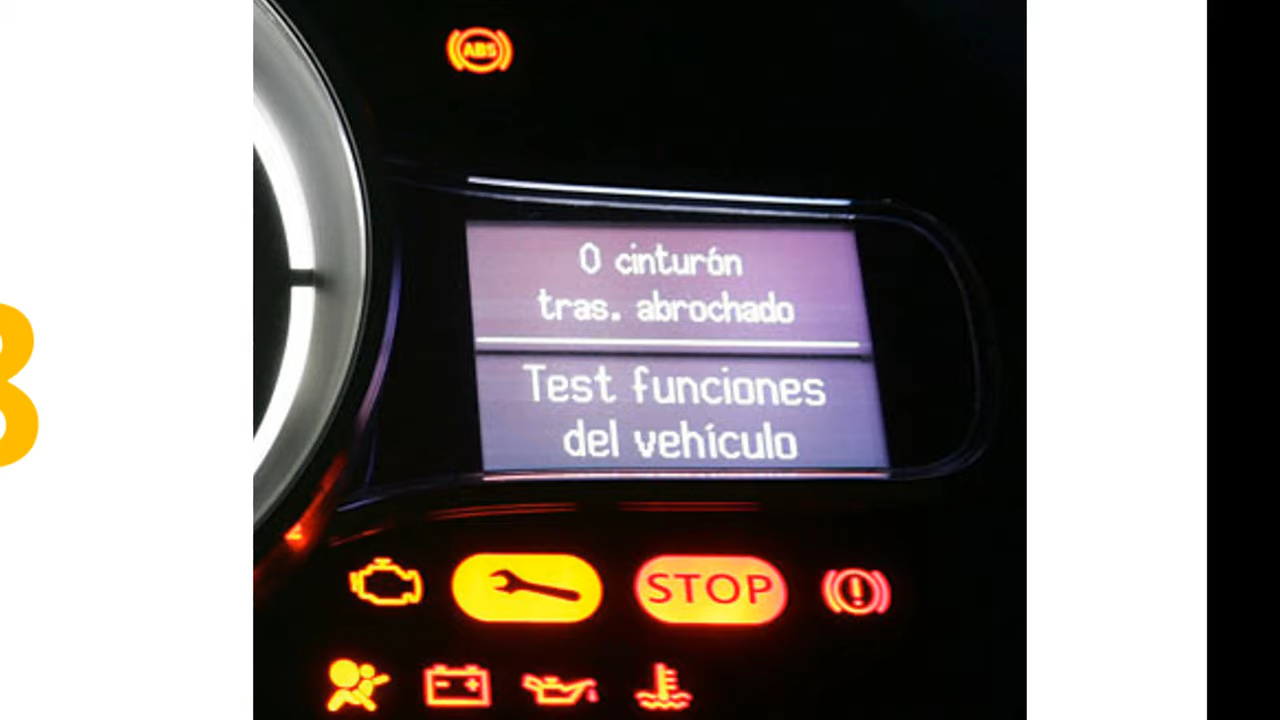 ABS
0 cinturón
tras. abrochado
Test funciones
del vehículo
STOP